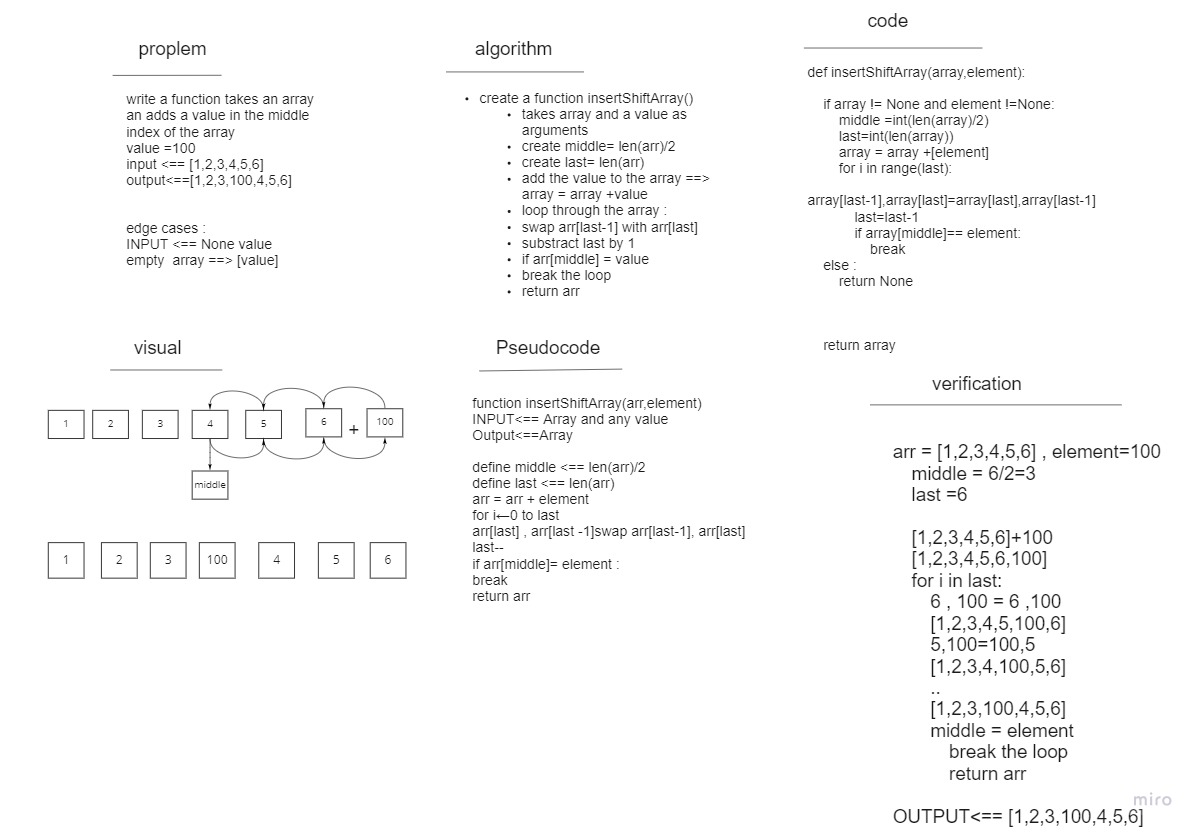 proplem
write a function takes an array
an adds a value in the middle
index of the array
value =100
input <== [1,2,3,4,5,6]
output<==[1,2,3,100,4,5,6]
edge cases :
INPUT <== None value
empty  array ==> [value]
algorithm
• create a function insertShiftArray()
• takes array and a value as
arguments
• create middle= len(arr)/2
• create last= len(arr)
• add the value to the array ==>
array = array +value
• loop through the array :
• swap arr[last-1] with arr[last]
• substract last by 1
• if arr[middle] = value
• break the loop
• return arr
code
def insertShiftArray(array,element):
if array != None and element !=None:
middle =int(len(array)/2)
last=int(len(array))
array = array +[element]
for i in range(last):
array[last-1],array[last]=array[last],array[last-1]
last=last-1
if array[middle]== element:
break
else :
return None
return array
visual
1 2 3 4 5 6 + 100
middle
1 2 3 100 4 5 6
Pseudocode
function insertShiftArray(arr,element)
INPUT<== Array and any value
Output<==Array
define middle <== len(arr)/2
define last <== len(arr)
arr = arr + element
for i←0 to last
arr[last] , arr[last -1]swap arr[last-1], arr[last]
last--
if arr[middle]= element :
break
return arr
verification
arr = [1,2,3,4,5,6] , element=100
middle = 6/2=3
last =6
[1,2,3,4,5,6]+100
[1,2,3,4,5,6,100]
for i in last:
6 , 100 = 6 ,100
[1,2,3,4,5,100,6]
5,100=100,5
[1,2,3,4,100,5,6]
..
[1,2,3,100,4,5,6]
middle = element
break the loop
return arr
OUTPUT<== [1,2,3,100,4,5,6]
miro